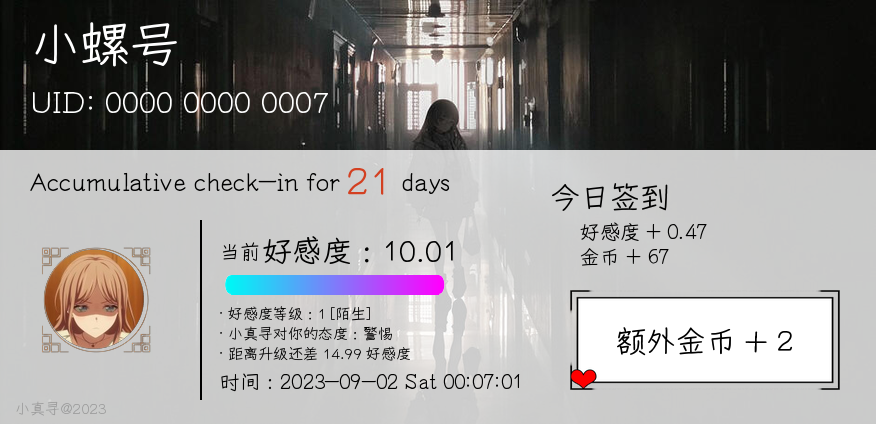 小螺号
UID: 0000 0000 0007
Accumulative check-in for 21 days
当前好感度：10.01
· 好感度等级：1 [陌生]
· 小真寻对你的态度：警惕
· 距离升级还差 14.99 好感度
时间：2023-09-02 Sat 00:07:01
小真寻@2023
今日签到
好感度 + 0.47
金币 + 67
额外金币 + 2